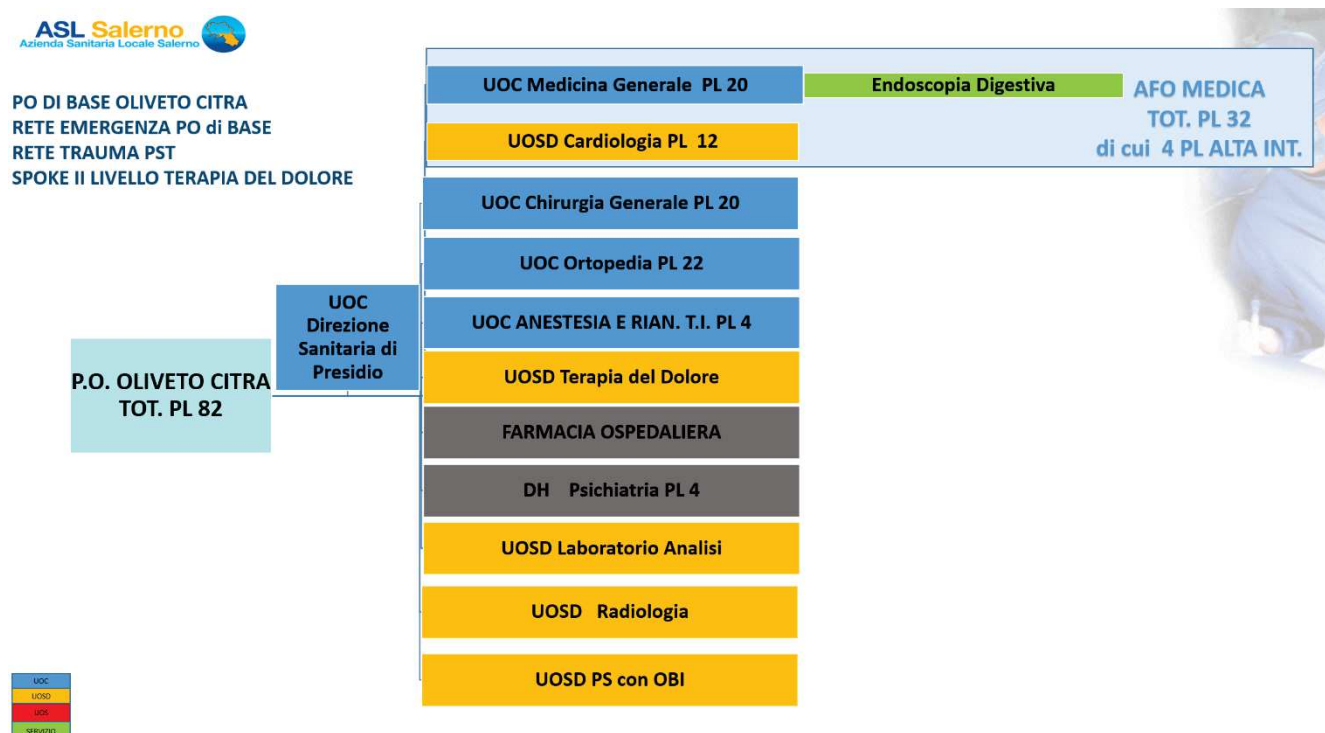 ASL Salerno
Azienda Sanitaria Locale Salerno
PO DI BASE OLIVETO CITRA
RETE EMERGENZA PO di BASE
RETE TRAUMA PST
SPOKE II LIVELLO TERAPIA DEL DOLORE
UOC Medicina Generale PL 20
Endoscopia Digestiva
AFO MEDICA
TOT. PL 32
di cui 4 PL ALTA INT.
UOSD Cardiologia PL 12
UOC Chirurgia Generale PL 20
UOC Ortopedia PL 22
UOC
Direzione
Sanitaria di
Presidio
UOC ANESTESIA E RIAN. T.I. PL 4
P.O. OLIVETO CITRA
TOT. PL 82
UOSD Terapia del Dolore
FARMACIA OSPEDALIERA
DH Psichiatria PL 4
UOSD Laboratorio Analisi
UOSD Radiologia
UOSD PS con OBI
UOC
UOSD
UOS
SERVIZIO